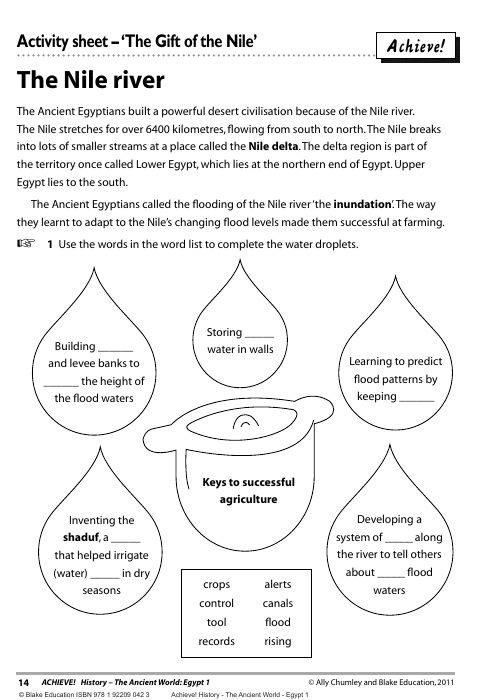 Activity sheet – ‘The Gift of the Nile’
Achieve!
The Nile river
The Ancient Egyptians built a powerful desert civilisation because of the Nile river.
The Nile stretches for over 6400 kilometres, flowing from south to north. The Nile breaks
into lots of smaller streams at a place called the Nile delta. The delta region is part of
the territory once called Lower Egypt, which lies at the northern end of Egypt. Upper
Egypt lies to the south.
The Ancient Egyptians called the flooding of the Nile river ‘the inundation’. The way
they learnt to adapt to the Nile’s changing flood levels made them successful at farming.
1 Use the words in the word list to complete the water droplets.
Building ______
and levee banks to
______ the height of
the flood waters
Storing _____
water in walls
Learning to predict
flood patterns by
keeping ______
Keys to successful
agriculture
Inventing the
shaduf, a _____
that helped irrigate
(water) _____ in dry
seasons
Developing a
system of _____ along
the river to tell others
about _____ flood
waters
crops alerts
control canals
tool flood
records rising
14 ACHIEVE! History – The Ancient World: Egypt 1 © Ally Chumley and Blake Education, 2011
© Blake Education ISBN 978 1 92209 042 3 Achieve! History - The Ancient World - Egypt 1